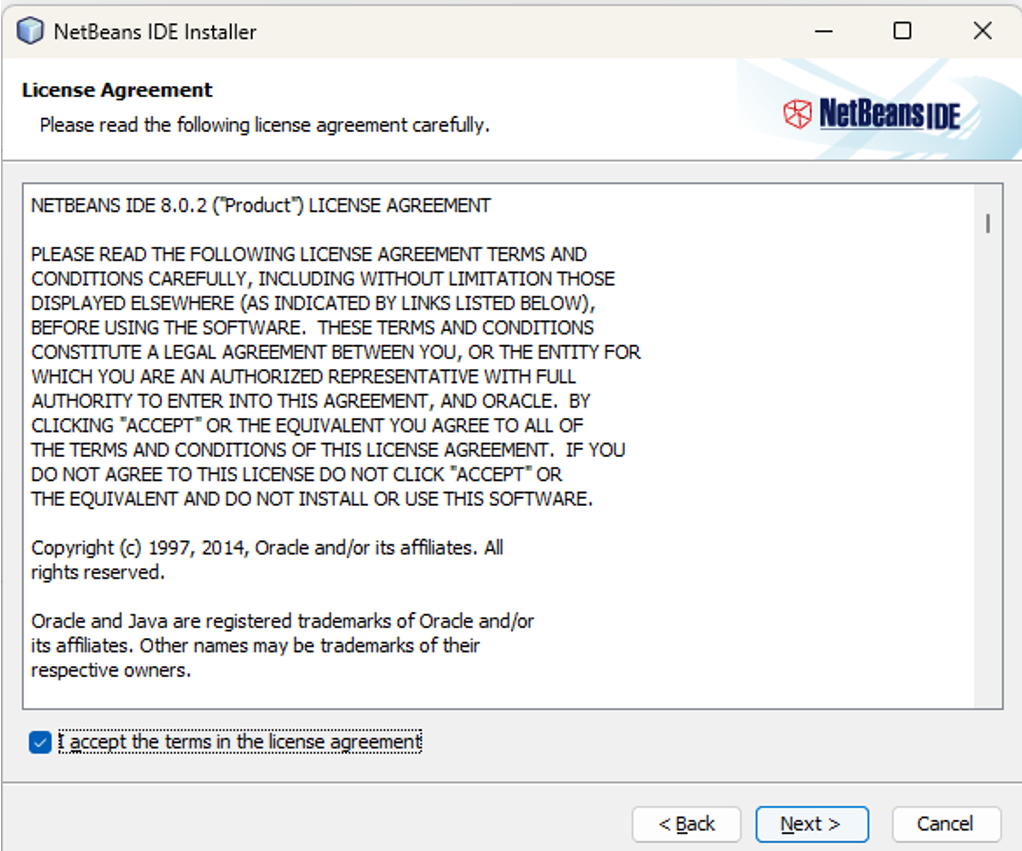 NetBeans IDE Installer
License Agreement
Please read the following license agreement carefully.
NetBeans IDE
NETBEANS IDE 8.0.2 ("Product") LICENSE AGREEMENT
PLEASE READ THE FOLLOWING LICENSE AGREEMENT TERMS AND
CONDITIONS CAREFULLY, INCLUDING WITHOUT LIMITATION THOSE
DISPLAYED ELSEWHERE (AS INDICATED BY LINKS LISTED BELOW),
BEFORE USING THE SOFTWARE.  THESE TERMS AND CONDITIONS
CONSTITUTE A LEGAL AGREEMENT BETWEEN YOU, OR THE ENTITY FOR
WHICH YOU ARE AN AUTHORIZED REPRESENTATIVE WITH FULL
AUTHORITY TO ENTER INTO THIS AGREEMENT, AND ORACLE.  BY
CLICKING "ACCEPT" OR THE EQUIVALENT YOU AGREE TO ALL OF
THE TERMS AND CONDITIONS OF THIS LICENSE AGREEMENT.  IF YOU
DO NOT AGREE TO THIS LICENSE DO NOT CLICK "ACCEPT" OR
THE EQUIVALENT AND DO NOT INSTALL OR USE THIS SOFTWARE.
Copyright (c) 1997, 2014, Oracle and/or its affiliates. All
rights reserved.
Oracle and Java are registered trademarks of Oracle and/or
its affiliates. Other names may be trademarks of their
respective owners.
I accept the terms in the license agreement
< Back
Next >
Cancel